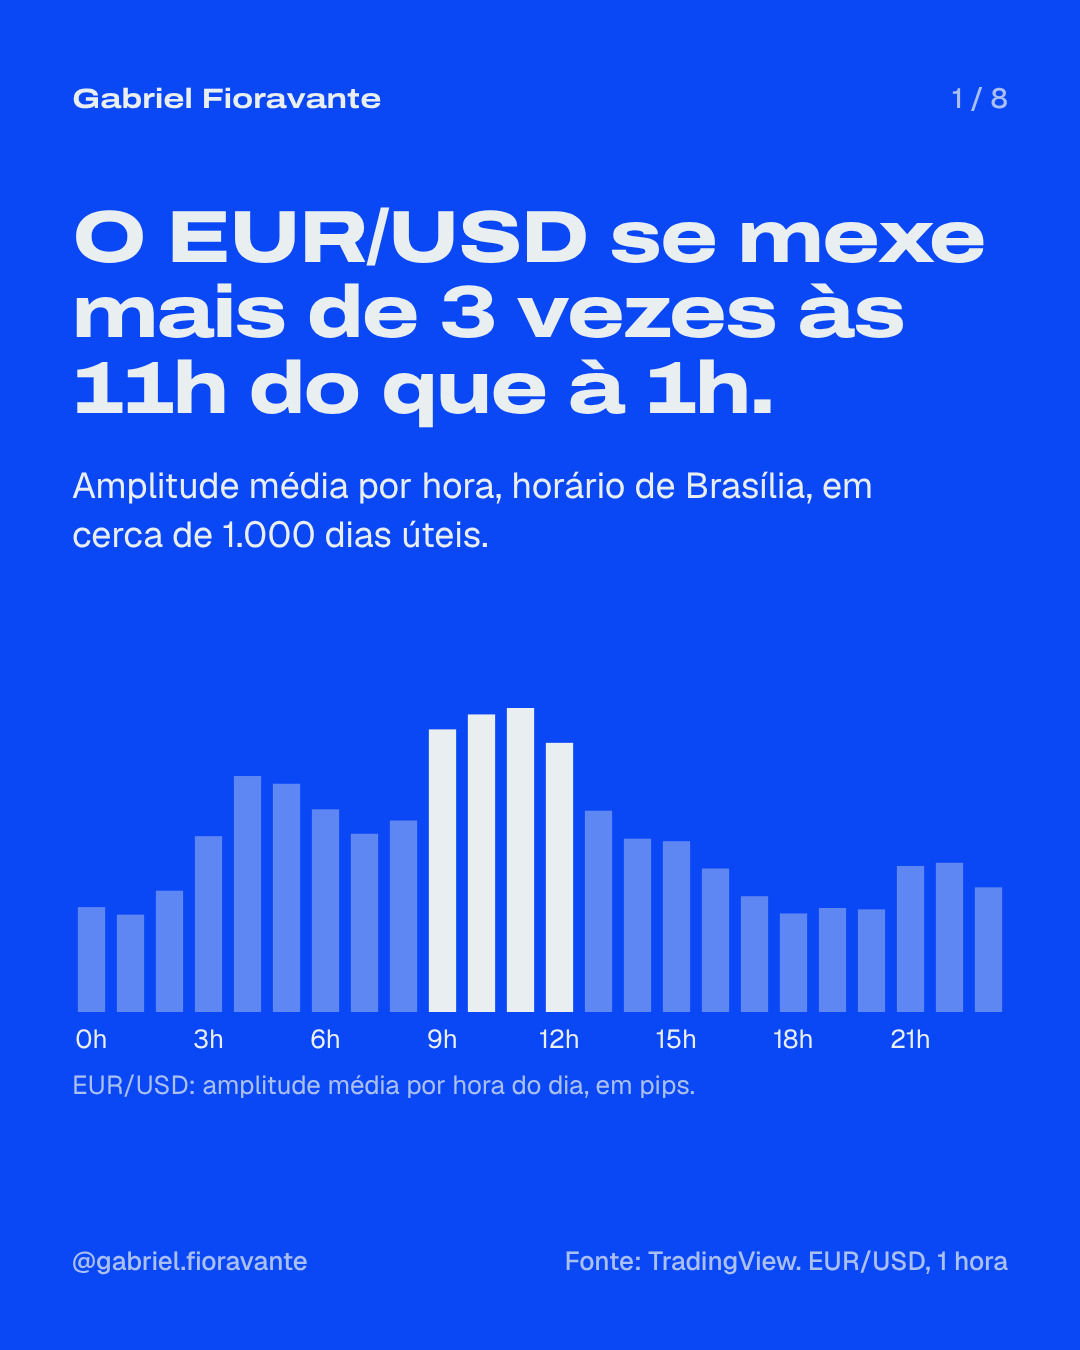 Gabriel Fioravante
1 / 8
O EUR/USD se mexe
mais de 3 vezes às
11h do que à 1h.
Amplitude média por hora, horário de Brasília, em
cerca de 1.000 dias úteis.
0h 3h 6h 9h 12h 15h 18h 21h
EUR/USD: amplitude média por hora do dia, em pips.
@gabriel.fioravante
Fonte: TradingView. EUR/USD, 1 hora